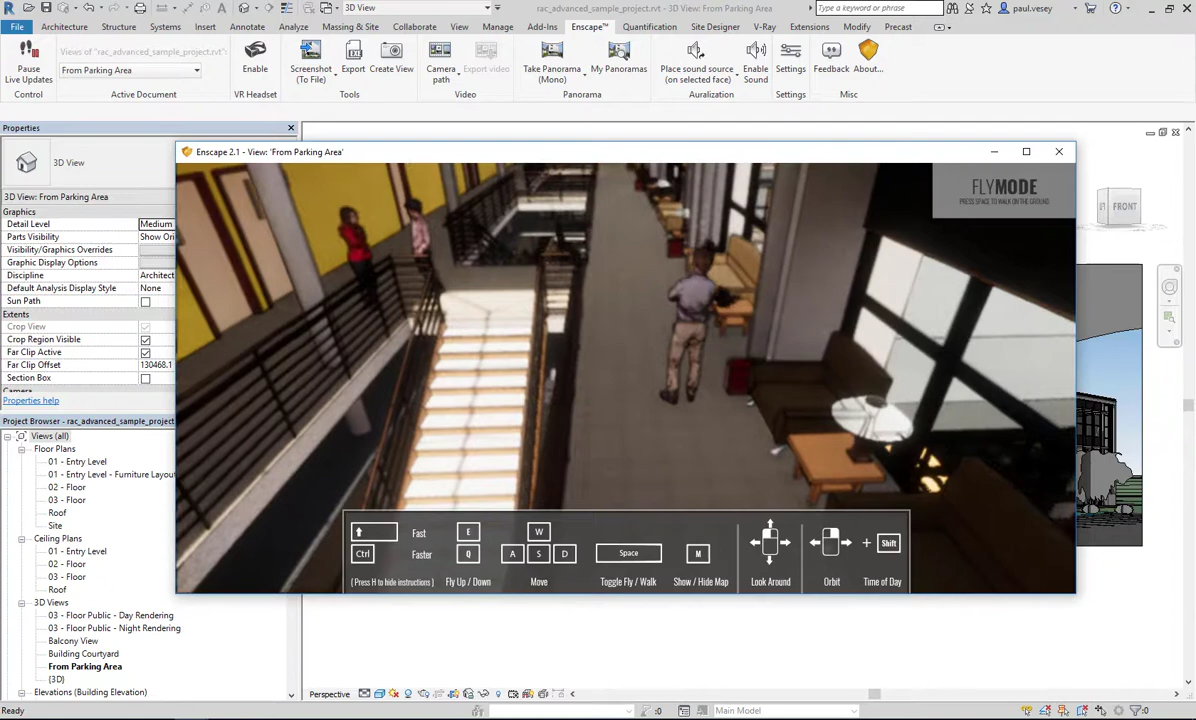 3D View
rac_advanced_sample_project.rvt - 3D View: From Parking Area
Type a keyword or phrase
paul.vesey
File Architecture Structure Systems Insert Annotate Analyze Massing & Site Collaborate View Manage Add-Ins Enscape™ Quantification Site Designer V-Ray Extensions Modify Precast
Views of "rac_advanced_sample_project.rvt":
From Parking Area
Pause Live Updates
Enable
Screenshot (To File)
Export
Create View
Camera path
Export video
Take Panorama (Mono)
My Panoramas
Place sound source (on selected face)
Enable Sound
Settings
Feedback
About...
Control Active Document VR Headset Tools Video Panorama Auralization Settings Misc
Properties
3D View
3D View: From Parking Area
Graphics
Detail Level Medium
Parts Visibility Show Ori
Visibility/Graphics Overrides
Graphic Display Options
Discipline Architect
Default Analysis Display Style None
Sun Path
Extents
Crop View
Crop Region Visible
Far Clip Active
Far Clip Offset 130468.1
Section Box
Camera
Properties help
Project Browser - rac_advanced_sample_project
Views (all)
Floor Plans
01 - Entry Level
01 - Entry Level - Furniture Layout
02 - Floor
03 - Floor
Roof
Site
Ceiling Plans
01 - Entry Level
02 - Floor
03 - Floor
Roof
3D Views
03 - Floor Public - Day Rendering
03 - Floor Public - Night Rendering
Balcony View
Building Courtyard
From Parking Area
{3D}
Elevations (Building Elevation)
Enscape 2.1 - View: 'From Parking Area'
FLYMODE
PRESS SPACE TO WALK ON THE GROUND
Fast
Ctrl Faster
( Press H to hide instructions )
E
Q
Fly Up / Down
W
A S D
Move
Space
Toggle Fly / Walk
M
Show / Hide Map
Look Around
Orbit
+ Shift
Time of Day
FRONT
Perspective
Ready
:0
Main Model
:0